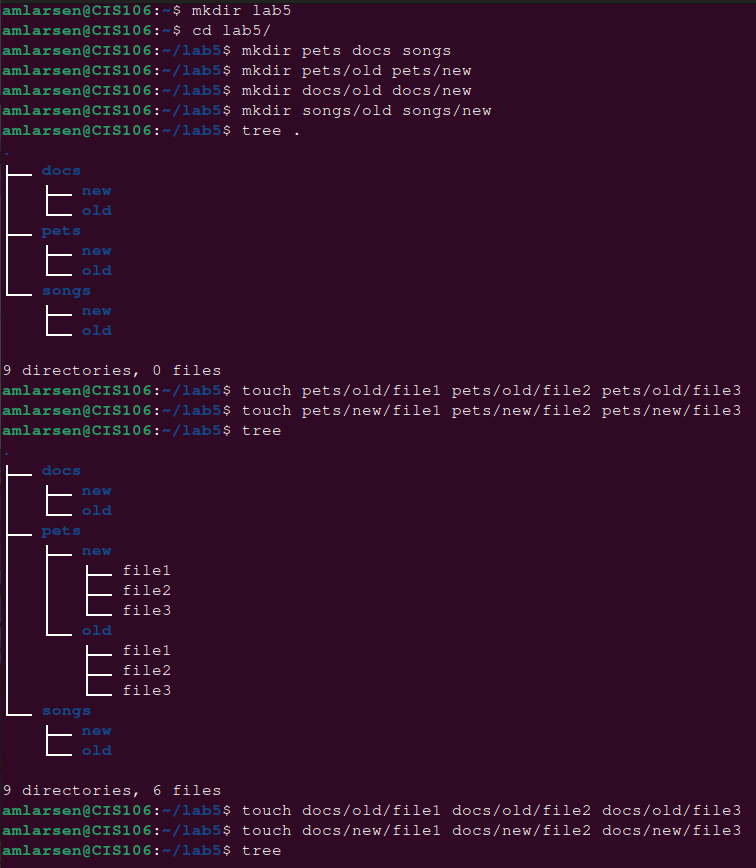 amlarsen@CIS106:~$ mkdir lab5
amlarsen@CIS106:~$ cd lab5/
amlarsen@CIS106:~/lab5$ mkdir pets docs songs
amlarsen@CIS106:~/lab5$ mkdir pets/old pets/new
amlarsen@CIS106:~/lab5$ mkdir docs/old docs/new
amlarsen@CIS106:~/lab5$ mkdir songs/old songs/new
amlarsen@CIS106:~/lab5$ tree .
.
├── docs
│   ├── new
│   └── old
├── pets
│   ├── new
│   └── old
└── songs
    ├── new
    └── old

9 directories, 0 files
amlarsen@CIS106:~/lab5$ touch pets/old/file1 pets/old/file2 pets/old/file3
amlarsen@CIS106:~/lab5$ touch pets/new/file1 pets/new/file2 pets/new/file3
amlarsen@CIS106:~/lab5$ tree
.
├── docs
│   ├── new
│   └── old
├── pets
│   ├── new
│   │   ├── file1
│   │   ├── file2
│   │   └── file3
│   └── old
│       ├── file1
│       ├── file2
│       └── file3
└── songs
    ├── new
    └── old

9 directories, 6 files
amlarsen@CIS106:~/lab5$ touch docs/old/file1 docs/old/file2 docs/old/file3
amlarsen@CIS106:~/lab5$ touch docs/new/file1 docs/new/file2 docs/new/file3
amlarsen@CIS106:~/lab5$ tree